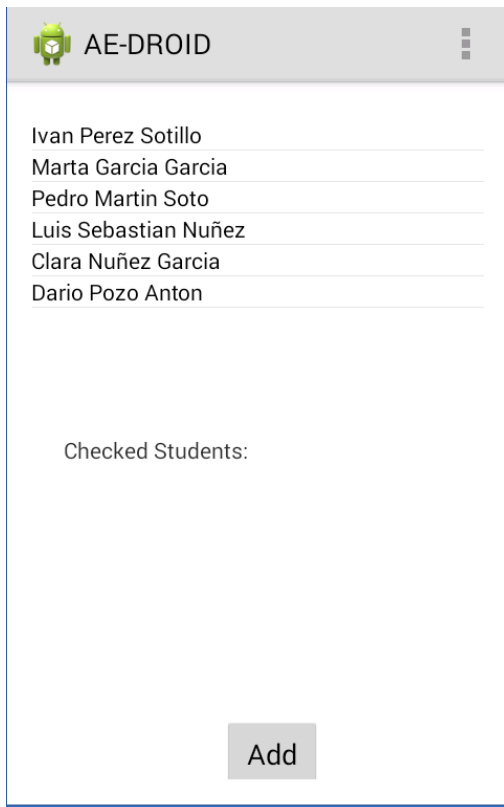 AE-DROID
Ivan Perez Sotillo
Marta Garcia Garcia
Pedro Martin Soto
Luis Sebastian Nuñez
Clara Nuñez Garcia
Dario Pozo Anton
Checked Students:
Add